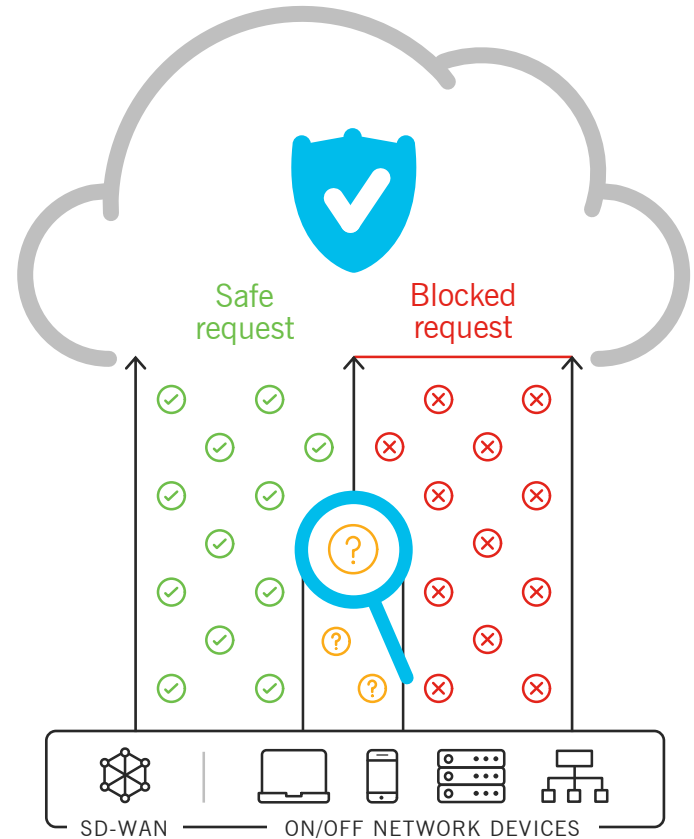 Safe
request
Blocked
request
?
?
?
SD-WAN
ON/OFF NETWORK DEVICES